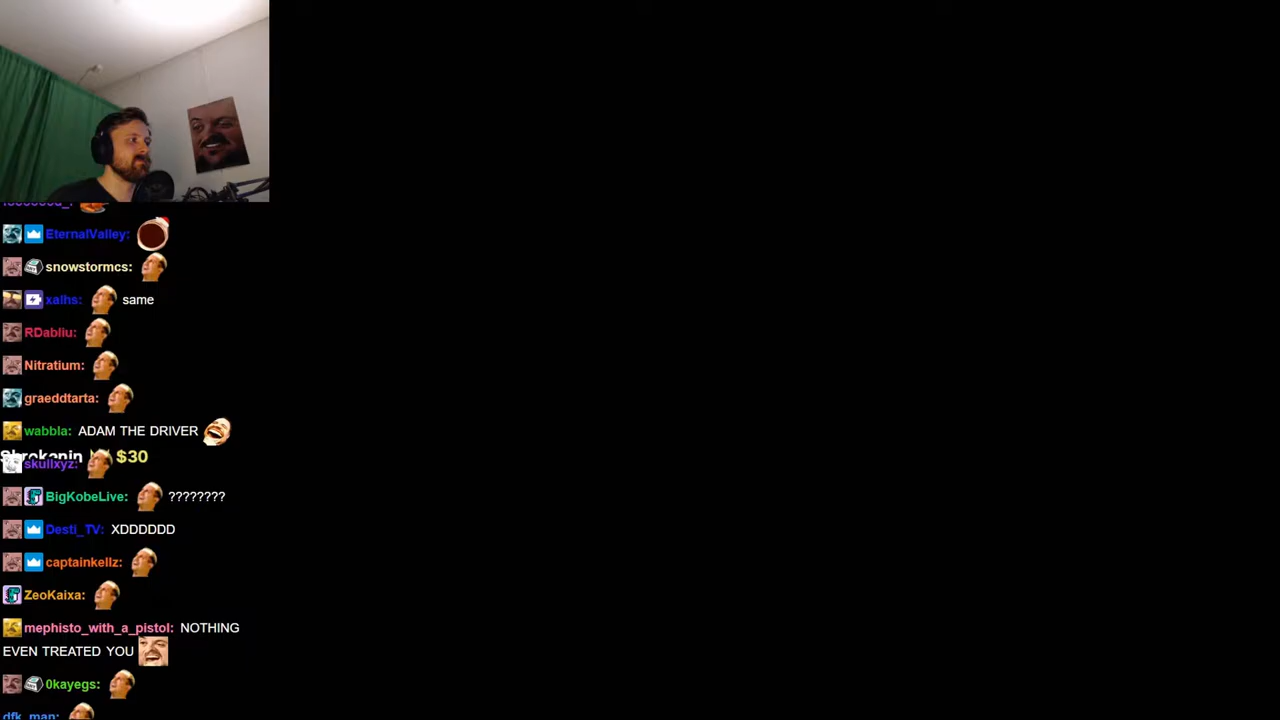 EternalValley:
snowstormcs:
xalhs: same
RDabliu:
Nitratium:
graeddtarta:
wabbla: ADAM THE DRIVER
$30
skullxyz:
BigKobeLive: ????????
Desti_TV: XDDDDDD
captainkellz:
ZeoKaixa:
mephisto_with_a_pistol: NOTHING
EVEN TREATED YOU
0kayegs:
dfk_man: